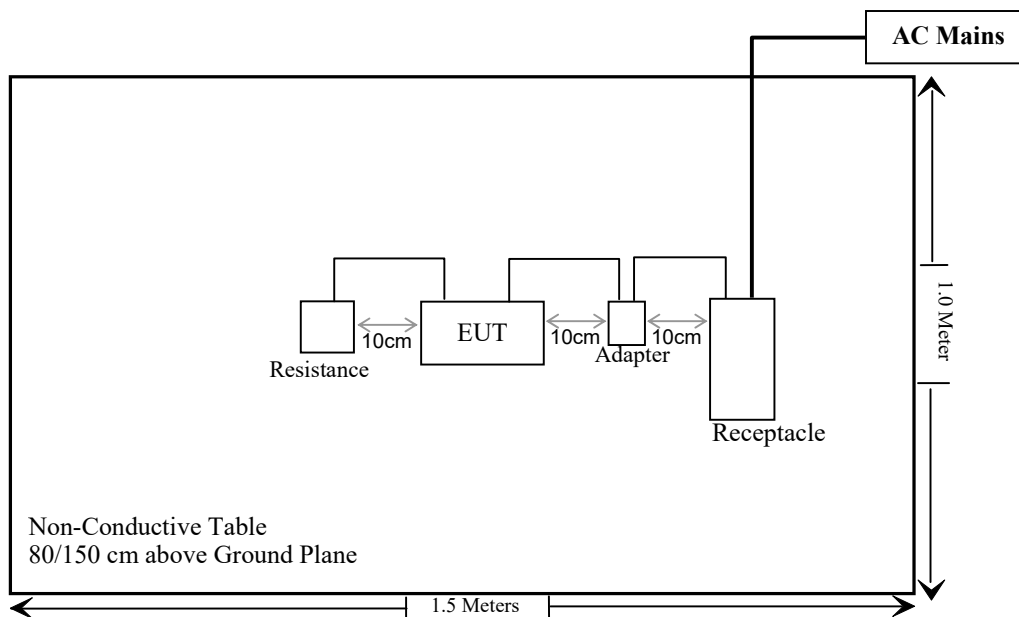 AC Mains
EUT
10cm
10cm
10cm
Adapter
Resistance
Receptacle
1.0 Meter
Non-Conductive Table
80/150 cm above Ground Plane
1.5 Meters